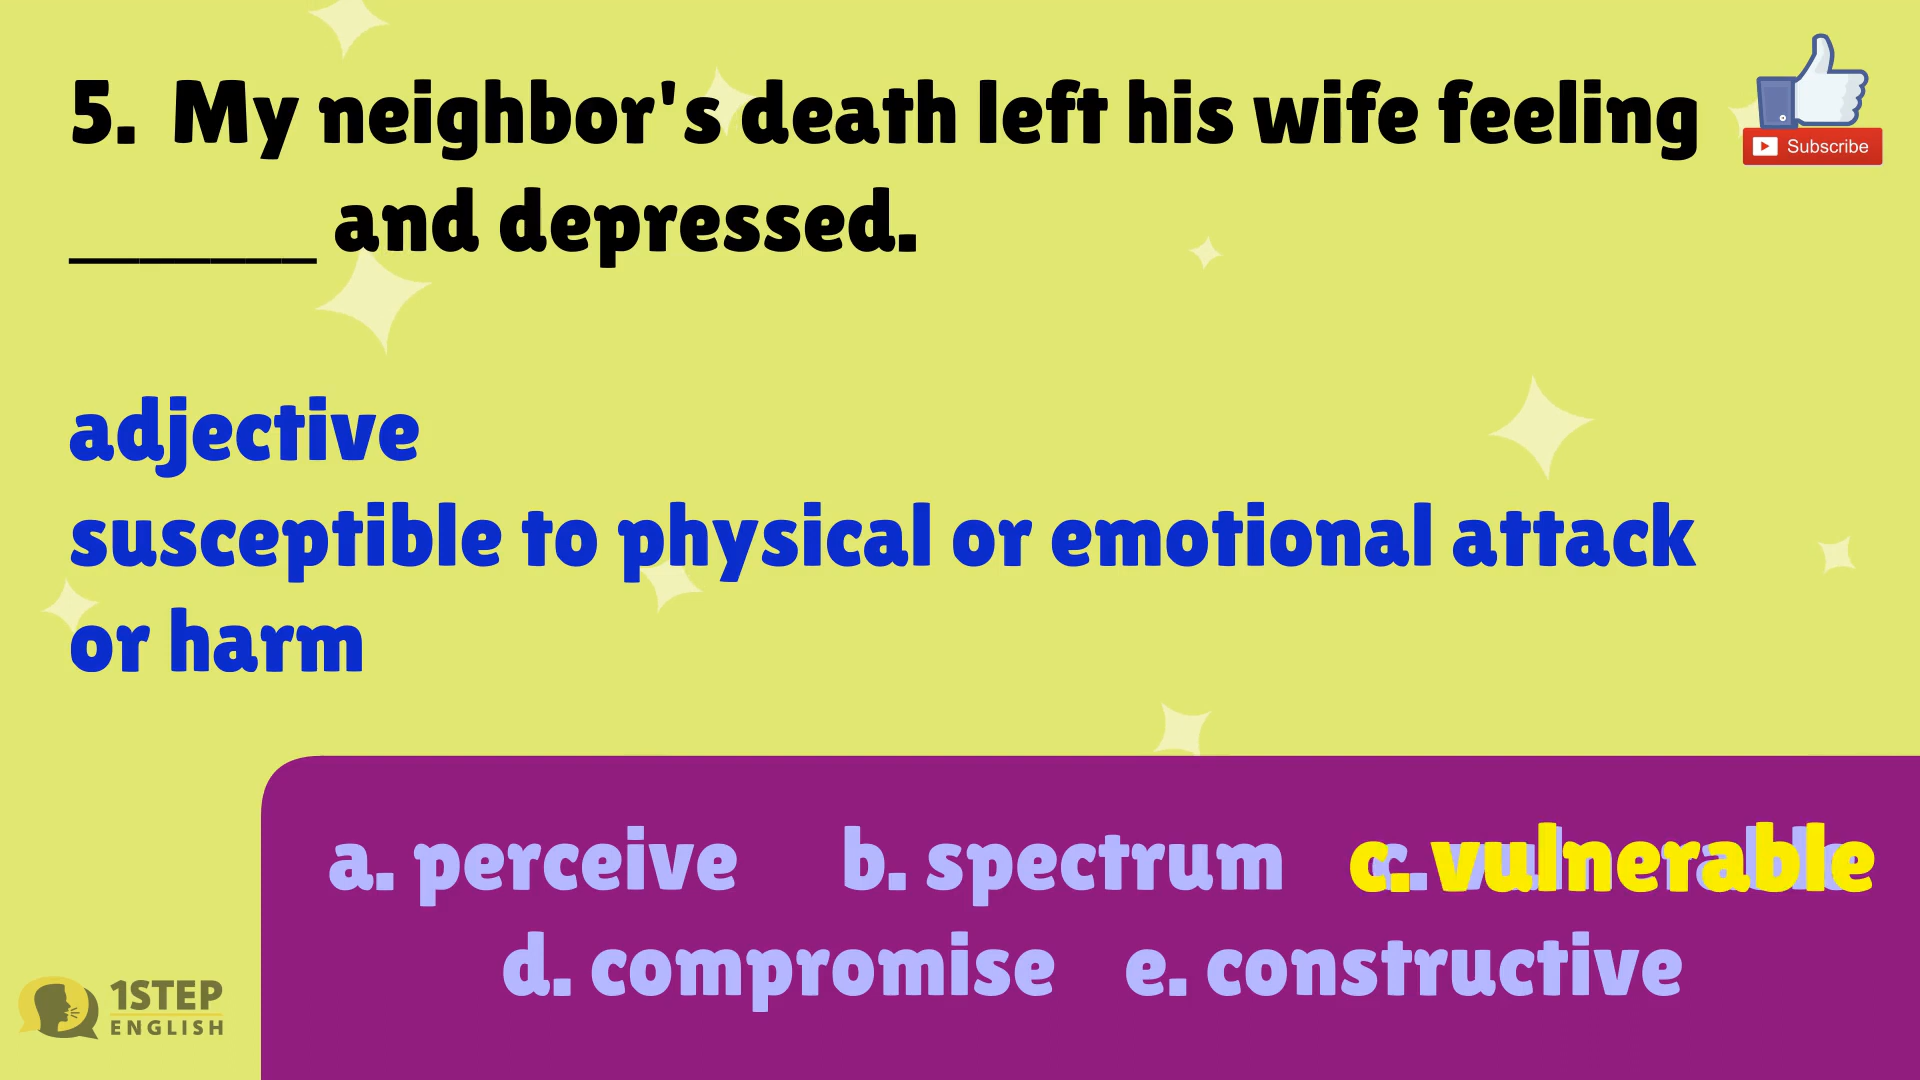 5. My neighbor's death left his wife feeling
_______ and depressed.
Subscribe
adjective
susceptible to physical or emotional attack
or harm
a. perceive b. spectrum c. vulnerable
d. compromise e. constructive
1STEP
ENGLISH